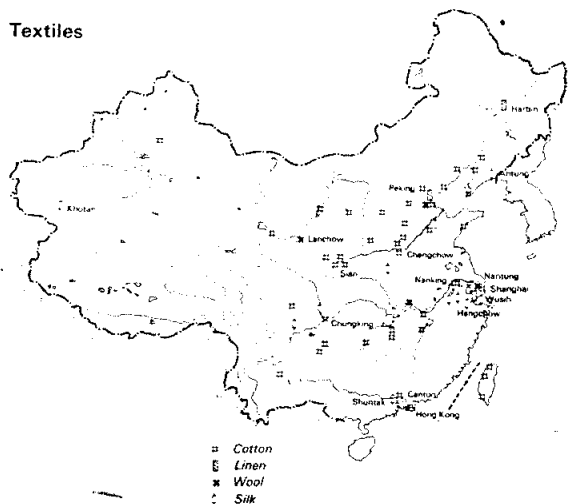 Textiles
Harbin
Antung
Peking
Khotan
Lanchow
Changchow
Sian
Nantung
Nanking
Shanghai
Wusih
Hangchow
Chungking
Canton
Shuntak
Hong Kong
Cotton
Linen
Wool
Silk